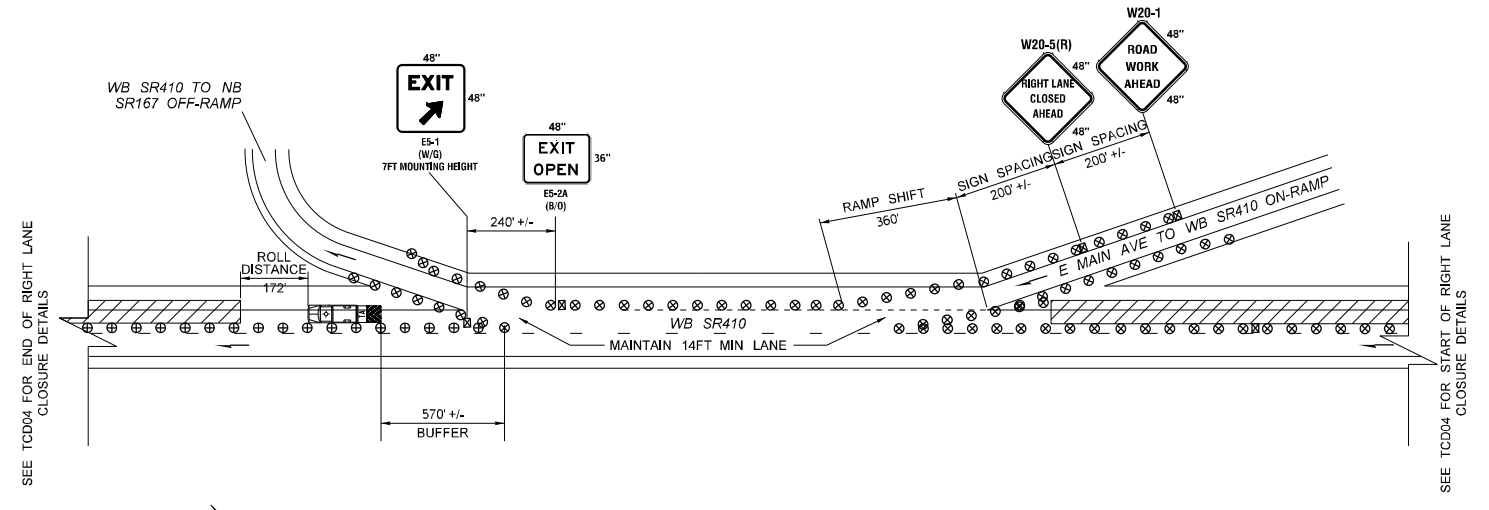 W20-1
48"
ROAD
WORK
AHEAD
48"
W20-5(R)
48"
RIGHT LANE
CLOSED
AHEAD
48"
48"
EXIT
48"
E5-1
(W/G)
7FT MOUNTING HEIGHT
48"
EXIT
OPEN
36"
E5-2A
(B/O)
WB SR410 TO NB
SR167 OFF-RAMP
240' +/-
RAMP SHIFT
360'
SIGN SPACING
200' +/-
SIGN SPACING
200' +/-
E MAIN AVE TO WB SR410 ON-RAMP
ROLL
DISTANCE
172'
WB SR410
MAINTAIN 14FT MIN LANE
570' +/-
BUFFER
SEE TCD04 FOR END OF RIGHT LANE
CLOSURE DETAILS
SEE TCD04 FOR START OF RIGHT LANE
CLOSURE DETAILS